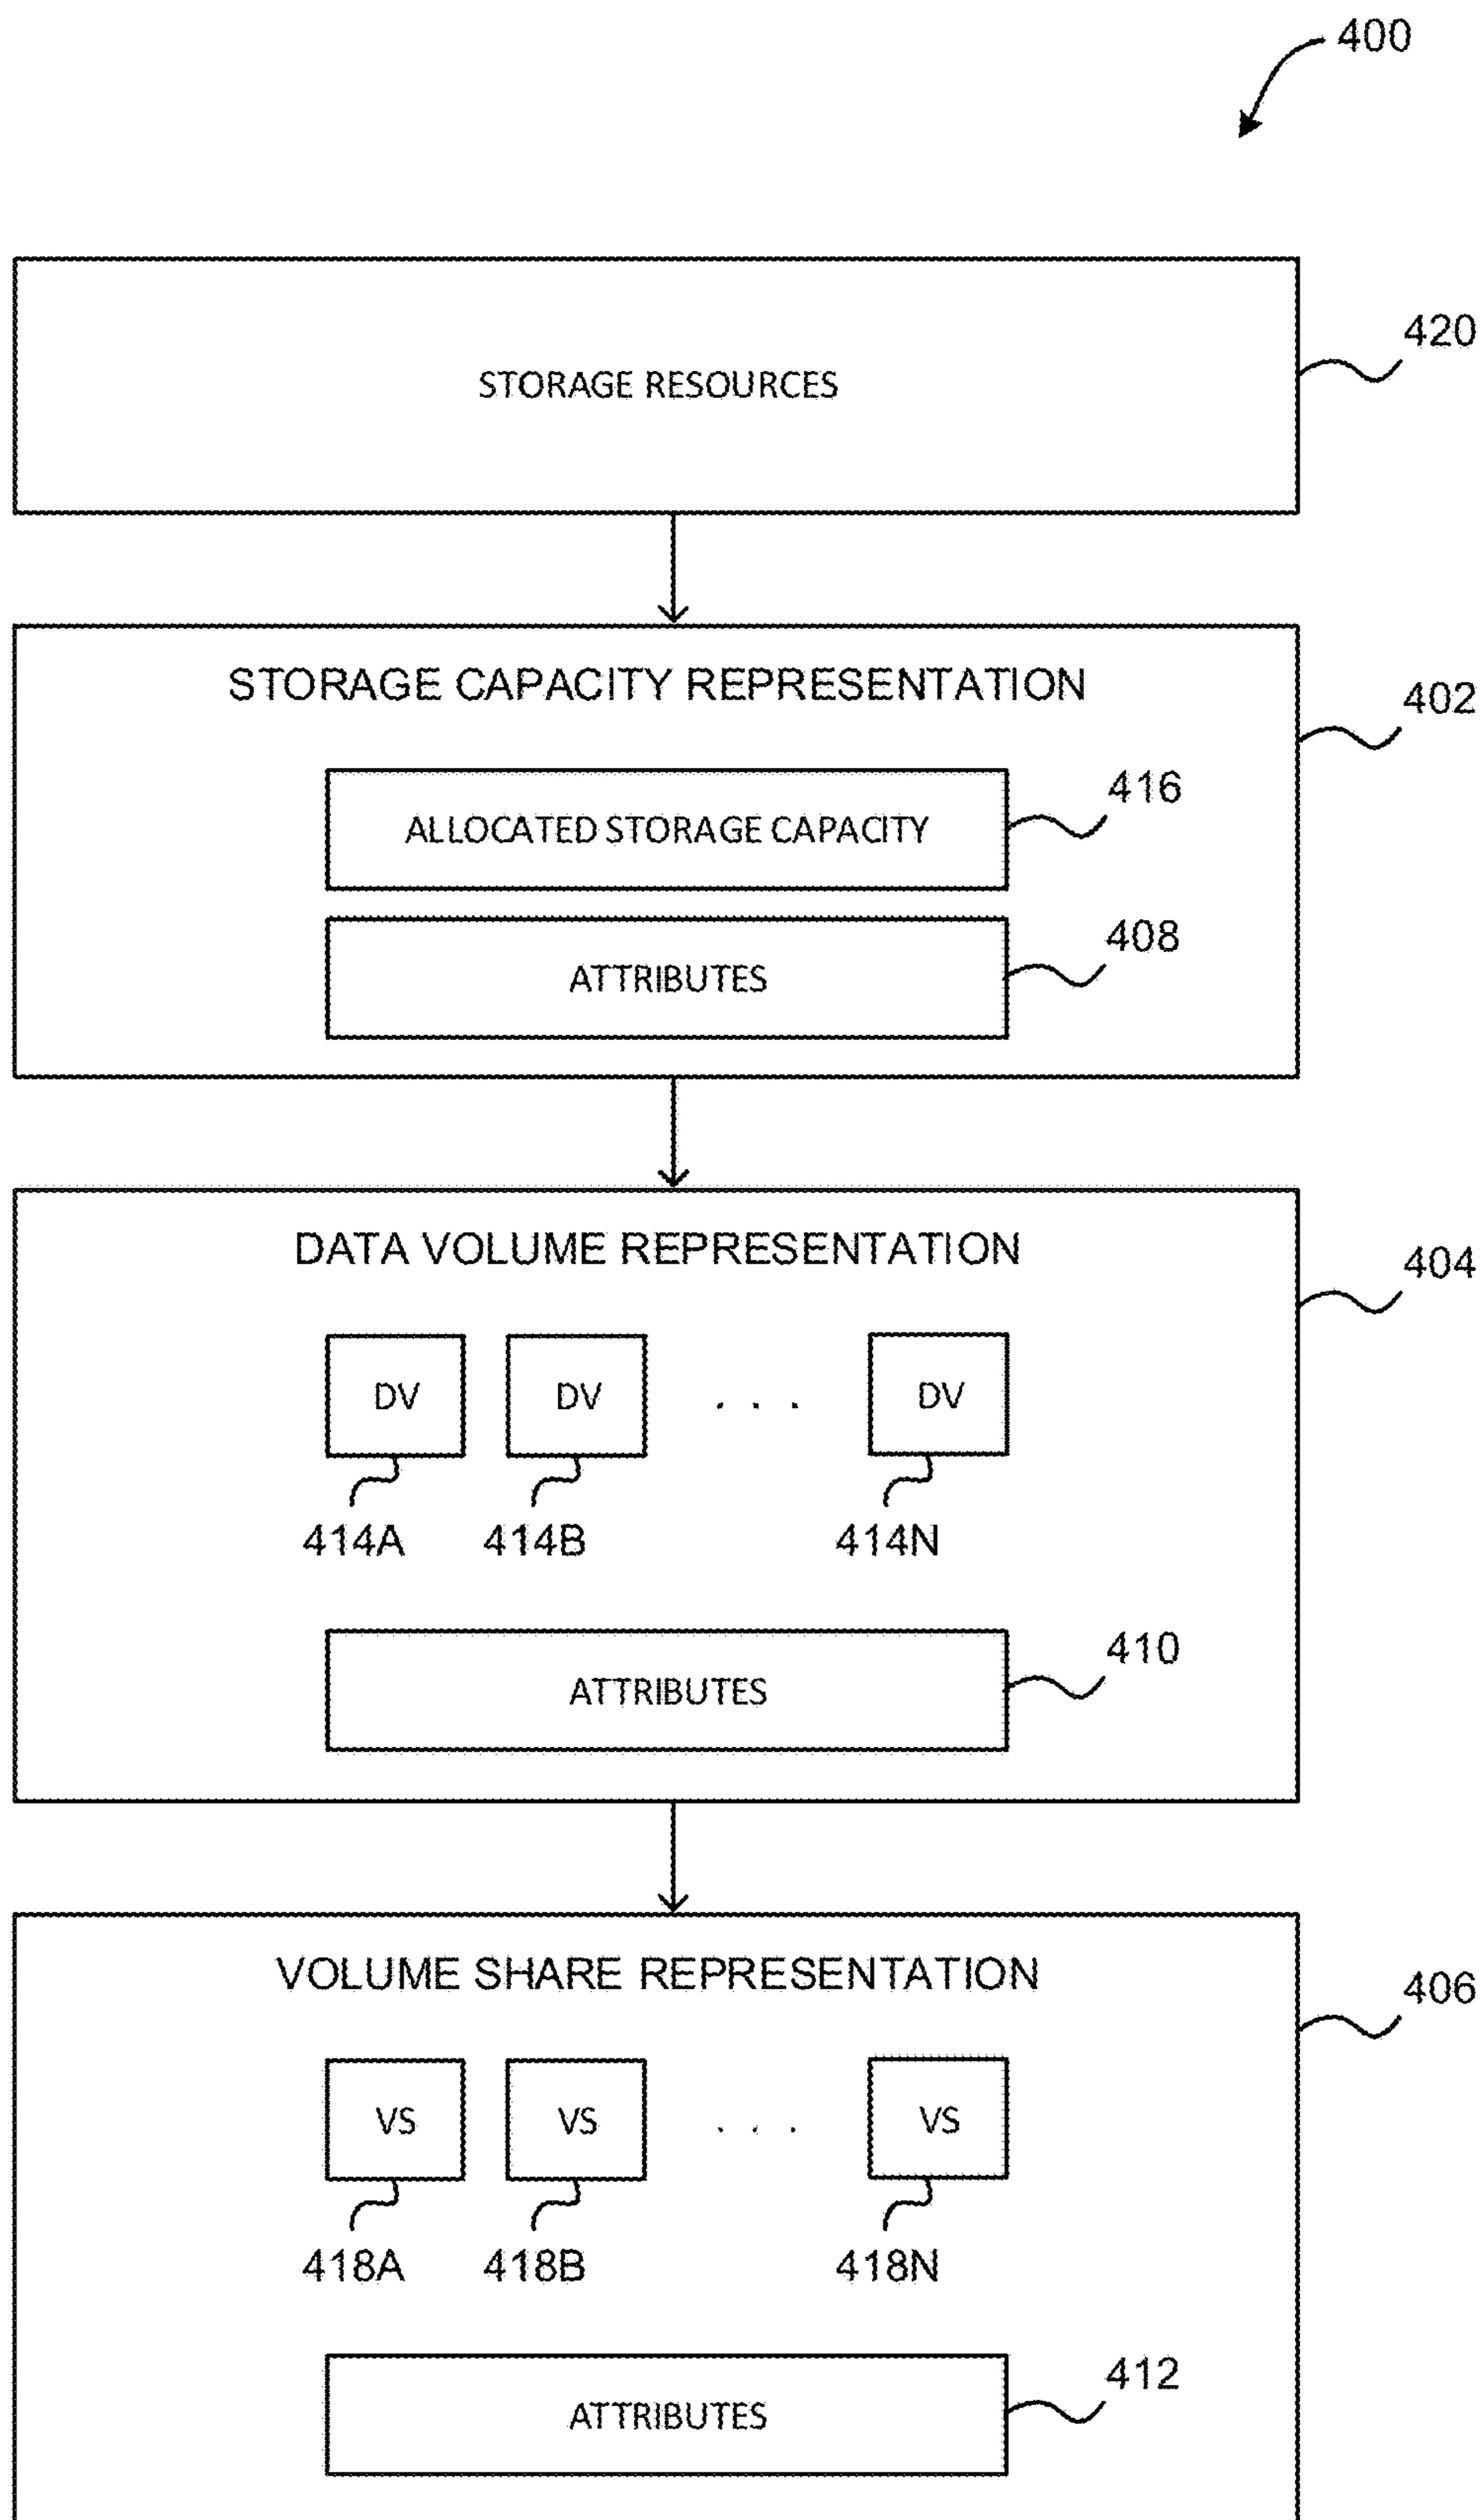 400
STORAGE RESOURCES
420
STORAGE CAPACITY REPRESENTATION
402
ALLOCATED STORAGE CAPACITY
416
ATTRIBUTES
408
DATA VOLUME REPRESENTATION
404
DV DV . . . DV
414A 414B 414N
ATTRIBUTES
410
VOLUME SHARE REPRESENTATION
406
VS VS . . . VS
418A 418B 418N
ATTRIBUTES
412